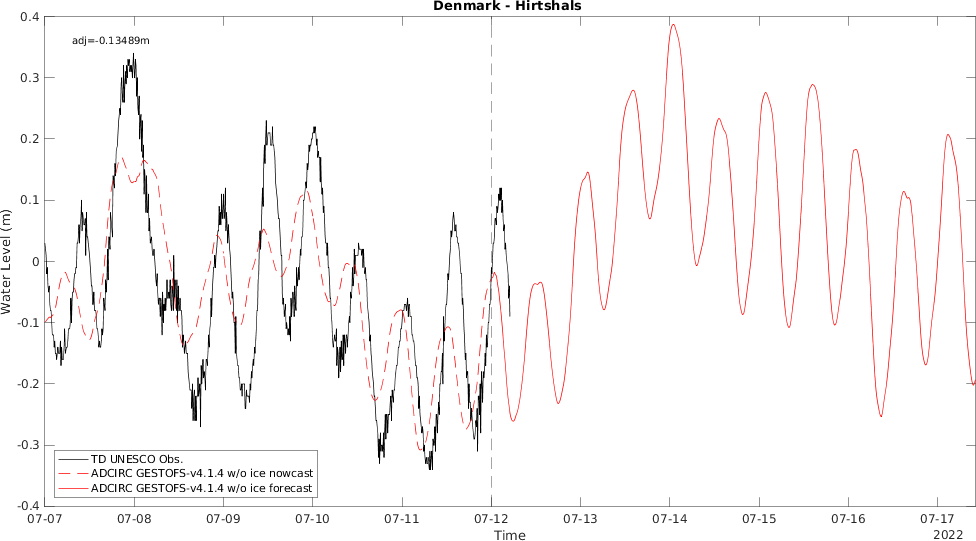 Denmark - Hirtshals
adj=-0.13489m
0.4
0.3
0.2
0.1
0
-0.1
-0.2
-0.3
-0.4
Water Level (m)
TD UNESCO Obs.
ADCIRC GESTOFS-v4.1.4 w/o ice nowcast
ADCIRC GESTOFS-v4.1.4 w/o ice forecast
07-07 07-08 07-09 07-10 07-11 07-12 07-13 07-14 07-15 07-16 07-17
Time
2022